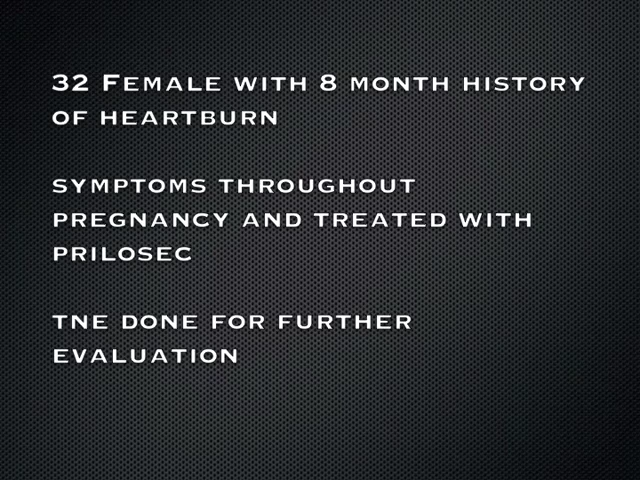 32 Female with 8 month history
of heartburn
symptoms throughout
pregnancy and treated with
prilosec
tne done for further
evaluation